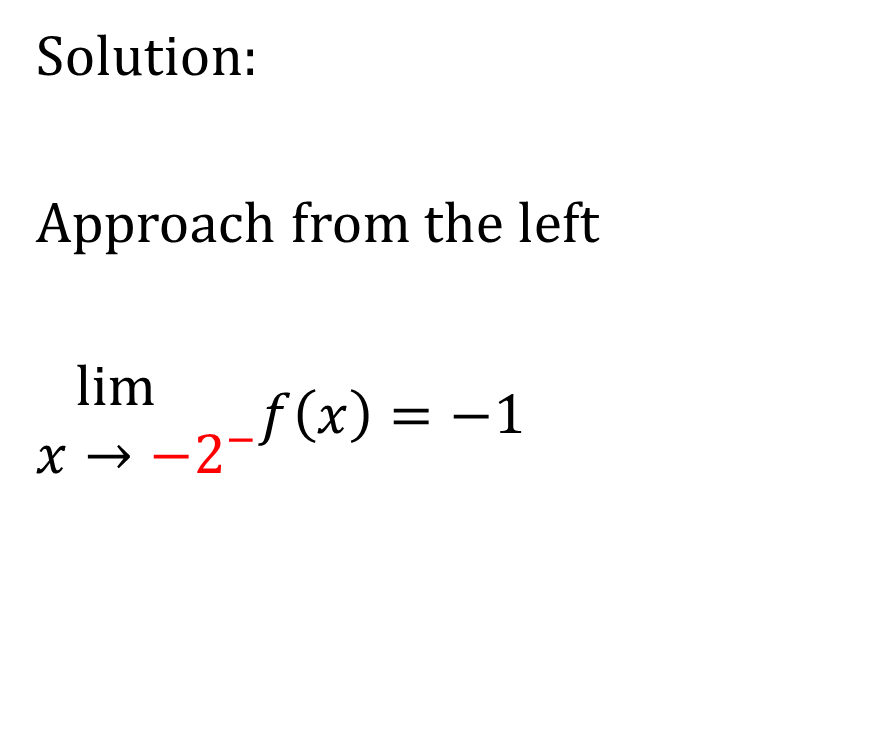 Solution:
Approach from the left
lim
x → −2⁻ f(x) = −1